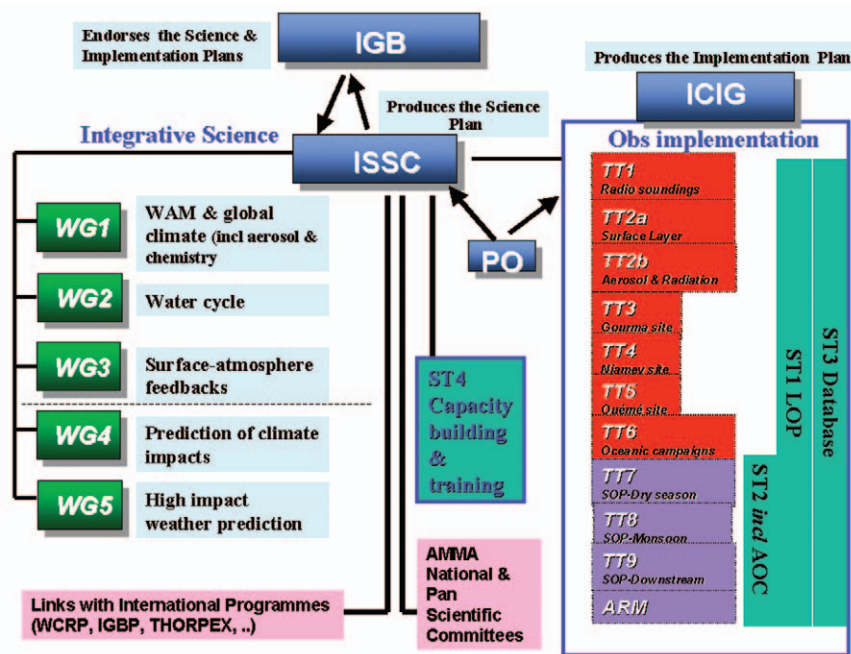 Endorses the Science &
Implementation Plans
IGB
Produces the Implementation Plan
ICIG
Produces the Science
Plan
Integrative Science
ISSC
Obs implementation
PO
WG1
WAM & global
climate (incl aerosol &
chemistry
WG2
Water cycle
WG3
Surface-atmosphere
feedbacks
WG4
Prediction of climate
impacts
WG5
High impact
weather prediction
ST4
Capacity
building
&
training
Links with International Programmes
(WCRP, IGBP, THORPEX, ..)
AMMA
National &
Pan
Scientific
Committees
TT1
Radio soundings
TT2a
Surface Layer
TT2b
Aerosol & Radiation
TT3
Gourma site
TT4
Niamey site
TT5
Ouémé site
TT6
Oceanic campaigns
TT7
SOP-Dry season
TT8
SOP-Monsoon
TT9
SOP-Downstream
ARM
ST1 LOP
ST2 incl AOC
ST3 Database